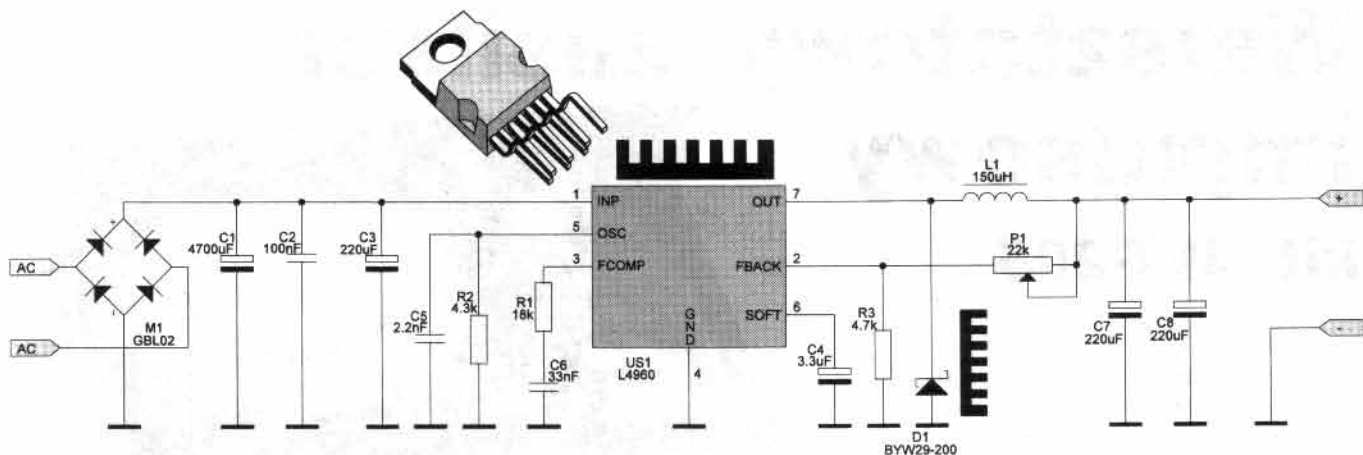 L1
150uH
1
INP
OUT
7
5
OSC
3
FCOMP
FBACK
2
SOFT
6
GND
4
US1
L4960
C1
4700uF
C2
100nF
C3
220uF
P1
22k
AC
AC
M1
GBL02
+
-
C5
2.2nF
R2
4.3k
R1
18k
C6
33nF
C4
3.3uF
R3
4.7k
D1
BYW29-200
C7
220uF
C8
220uF
+
-